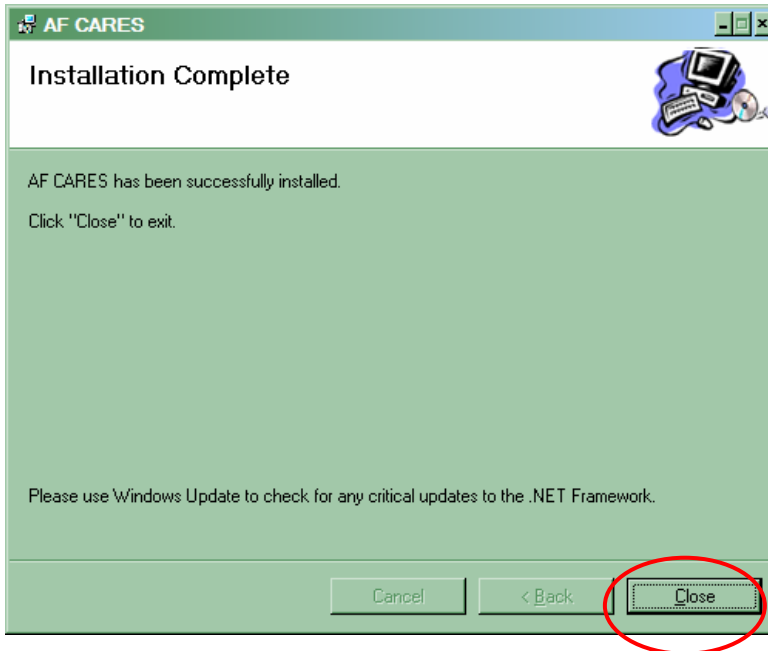 AF CARES
Installation Complete
AF CARES has been successfully installed.
Click "Close" to exit.
Please use Windows Update to check for any critical updates to the .NET Framework.
Cancel
< Back
Close